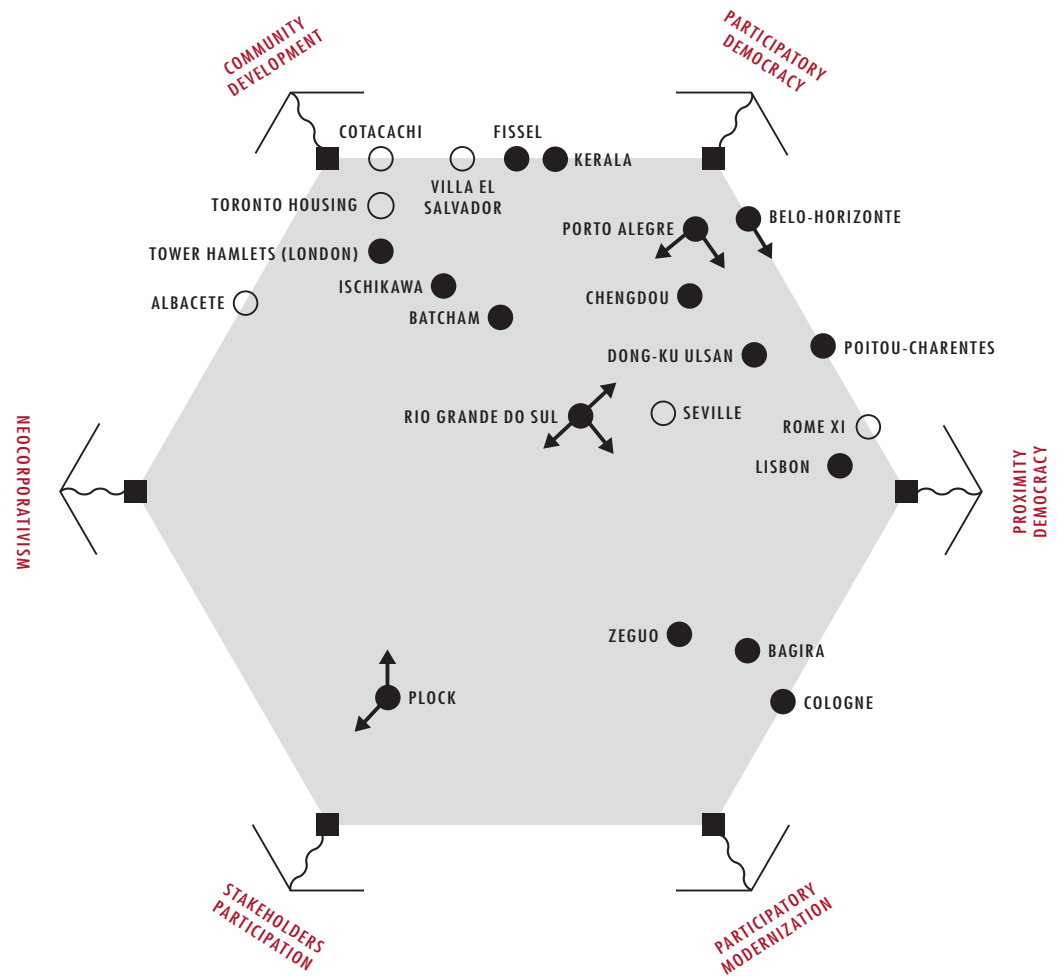 COMMUNITY
DEVELOPMENT
PARTICIPATORY
DEMOCRACY
COTACACHI
FISSEL
KERALA
VILLA EL
SALVADOR
TORONTO HOUSING
TOWER HAMLETS (LONDON)
PORTO ALEGRE
BELO-HORIZONTE
ISCHIKAWA
ALBACETE
CHENGDOU
BATCHAM
DONG-KU ULSAN
POITOU-CHARENTES
RIO GRANDE DO SUL
SEVILLE
ROME XI
LISBON
NEOCORPORATIVISM
PROXIMITY
DEMOCRACY
ZEGUO
BAGIRA
PLOCK
COLOGNE
STAKEHOLDERS
PARTICIPATION
PARTICIPATORY
MODERNIZATION